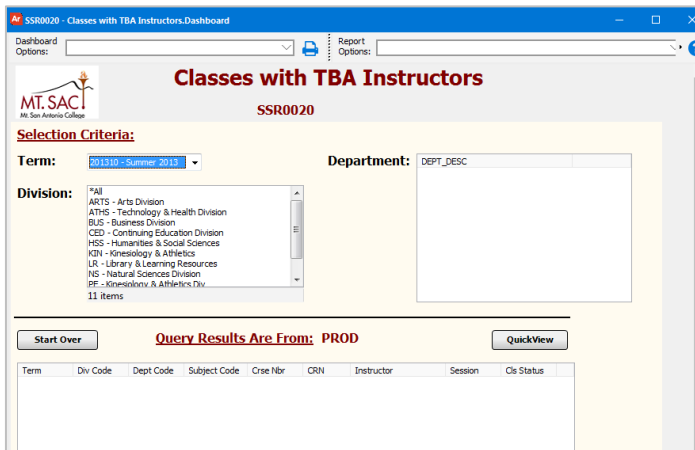 Ar SSR0020 - Classes with TBA Instructors.Dashboard
Dashboard Options:
Report Options:
MT. SAC
Mt. San Antonio College
Classes with TBA Instructors
SSR0020
Selection Criteria:
Term: 201310 - Summer 2013
Department: DEPT_DESC
Division:
*All
ARTS - Arts Division
ATHS - Technology & Health Division
BUS - Business Division
CED - Continuing Education Division
HSS - Humanities & Social Sciences
KIN - Kinesiology & Athletics
LR - Library & Learning Resources
NS - Natural Sciences Division
PE - Kinesiology & Athletics Div
11 items
Start Over
Query Results Are From: PROD
QuickView
Term Div Code Dept Code Subject Code Crse Nbr CRN Instructor Session Cls Status